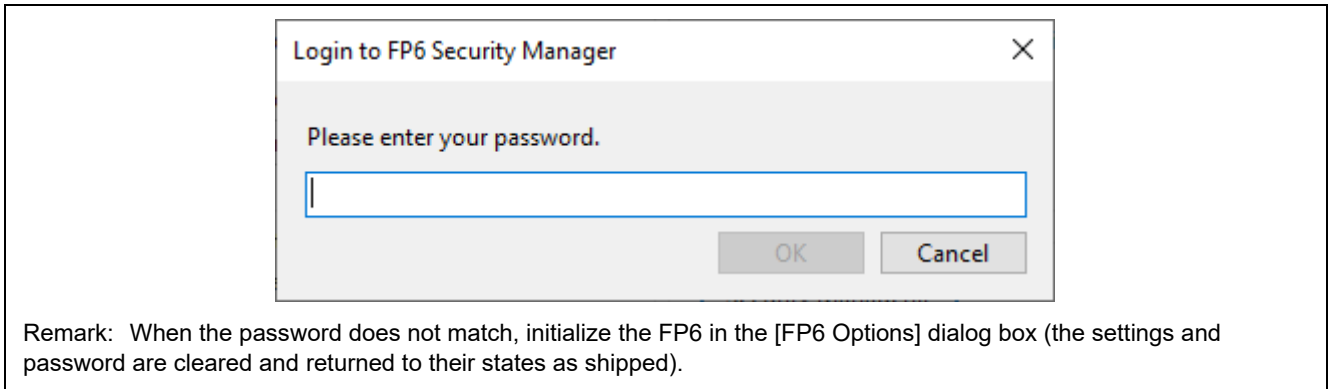 Login to FP6 Security Manager
Please enter your password.
OK
Cancel
Remark: When the password does not match, initialize the FP6 in the [FP6 Options] dialog box (the settings and
password are cleared and returned to their states as shipped).